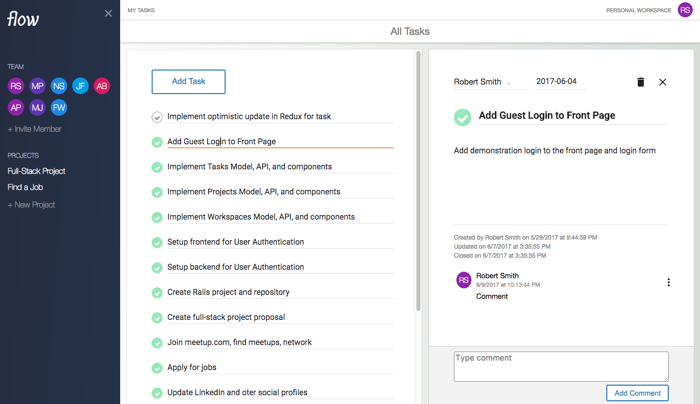 flow
TEAM
RS MP NS JF AB
AP MJ FW
+ Invite Member
PROJECTS
Full-Stack Project
Find a Job
+ New Project
MY TASKS
PERSONAL WORKSPACE RS
All Tasks
Add Task
Implement optimistic update in Redux for task
Add Guest Login to Front Page
Implement Tasks Model, API, and components
Implement Projects Model, API, and components
Implement Workspaces Model, API, and components
Setup frontend for User Authentication
Setup backend for User Authentication
Create Rails project and repository
Create full-stack project proposal
Join meetup.com, find meetups, network
Apply for jobs
Update LinkedIn and oter social profiles
Robert Smith 2017-06-04
Add Guest Login to Front Page
Add demonstration login to the front page and login form
Created by Robert Smith on 5/29/2017 at 9:44:59 PM
Updated on 6/7/2017 at 3:35:55 PM
Closed on 6/7/2017 at 3:35:55 PM
RS Robert Smith
6/9/2017 at 10:13:44 PM
Comment
Type comment
Add Comment